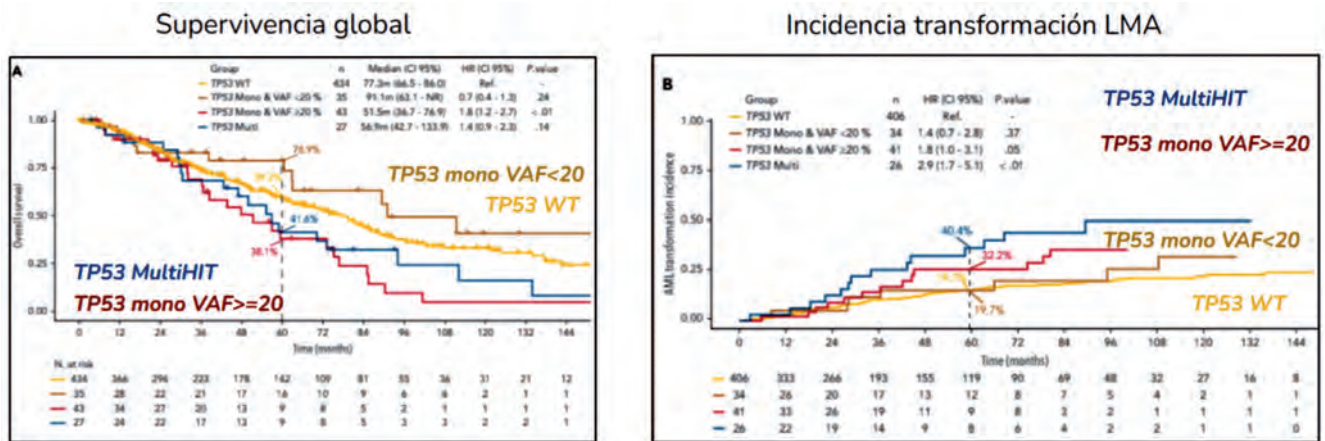 Supervivencia global
Incidencia transformación LMA
A
Group n Median (CI 95%) HR (CI 95%) P.value
TP53 WT 434 77.3m (66.5 - 86.0) Ref. -
TP53 Mono & VAF <20 % 35 91.1m (63.1 - NR) 0.7 (0.4 - 1.3) .24
TP53 Mono & VAF ≥20 % 43 51.5m (36.7 - 76.9) 1.8 (1.2 - 2.7) < .01
TP53 Multi 27 56.9m (42.7 - 133.9) 1.4 (0.9 - 2.3) .14
1.00
0.75
0.50
0.25
0.00
Overall survival
78.9%
41.6%
38.1%
TP53 mono VAF<20
TP53 WT
TP53 MultiHIT
TP53 mono VAF>=20
0 12 24 36 48 60 72 84 96 108 120 132 144
Time (months)
N. at risk
434 366 296 223 178 142 109 81 55 36 31 21 12
35 28 22 21 17 16 10 9 6 6 2 1 1
43 34 27 20 13 9 8 5 2 1 1 1 1
27 24 22 17 13 9 8 5 3 3 2 2 1
B
Group n HR (CI 95%) P.value
TP53 WT 406 Ref. -
TP53 Mono & VAF <20 % 34 1.4 (0.7 - 2.8) .37
TP53 Mono & VAF ≥20 % 41 1.8 (1.0 - 3.1) .05
TP53 Multi 26 2.9 (1.7 - 5.1) < .01
TP53 MultiHIT
TP53 mono VAF>=20
1.00
0.75
0.50
0.25
0.00
AML transformation incidence
40.4%
32.2%
19.7%
TP53 mono VAF<20
TP53 WT
0 12 24 36 48 60 72 84 96 108 120 132 144
Time (months)
406 333 266 193 155 119 90 69 48 32 27 16 8
34 26 20 17 13 12 8 7 5 4 2 1 1
41 33 26 19 11 9 8 3 2 1 1 1 1
26 22 19 14 9 8 6 4 2 2 1 1 0